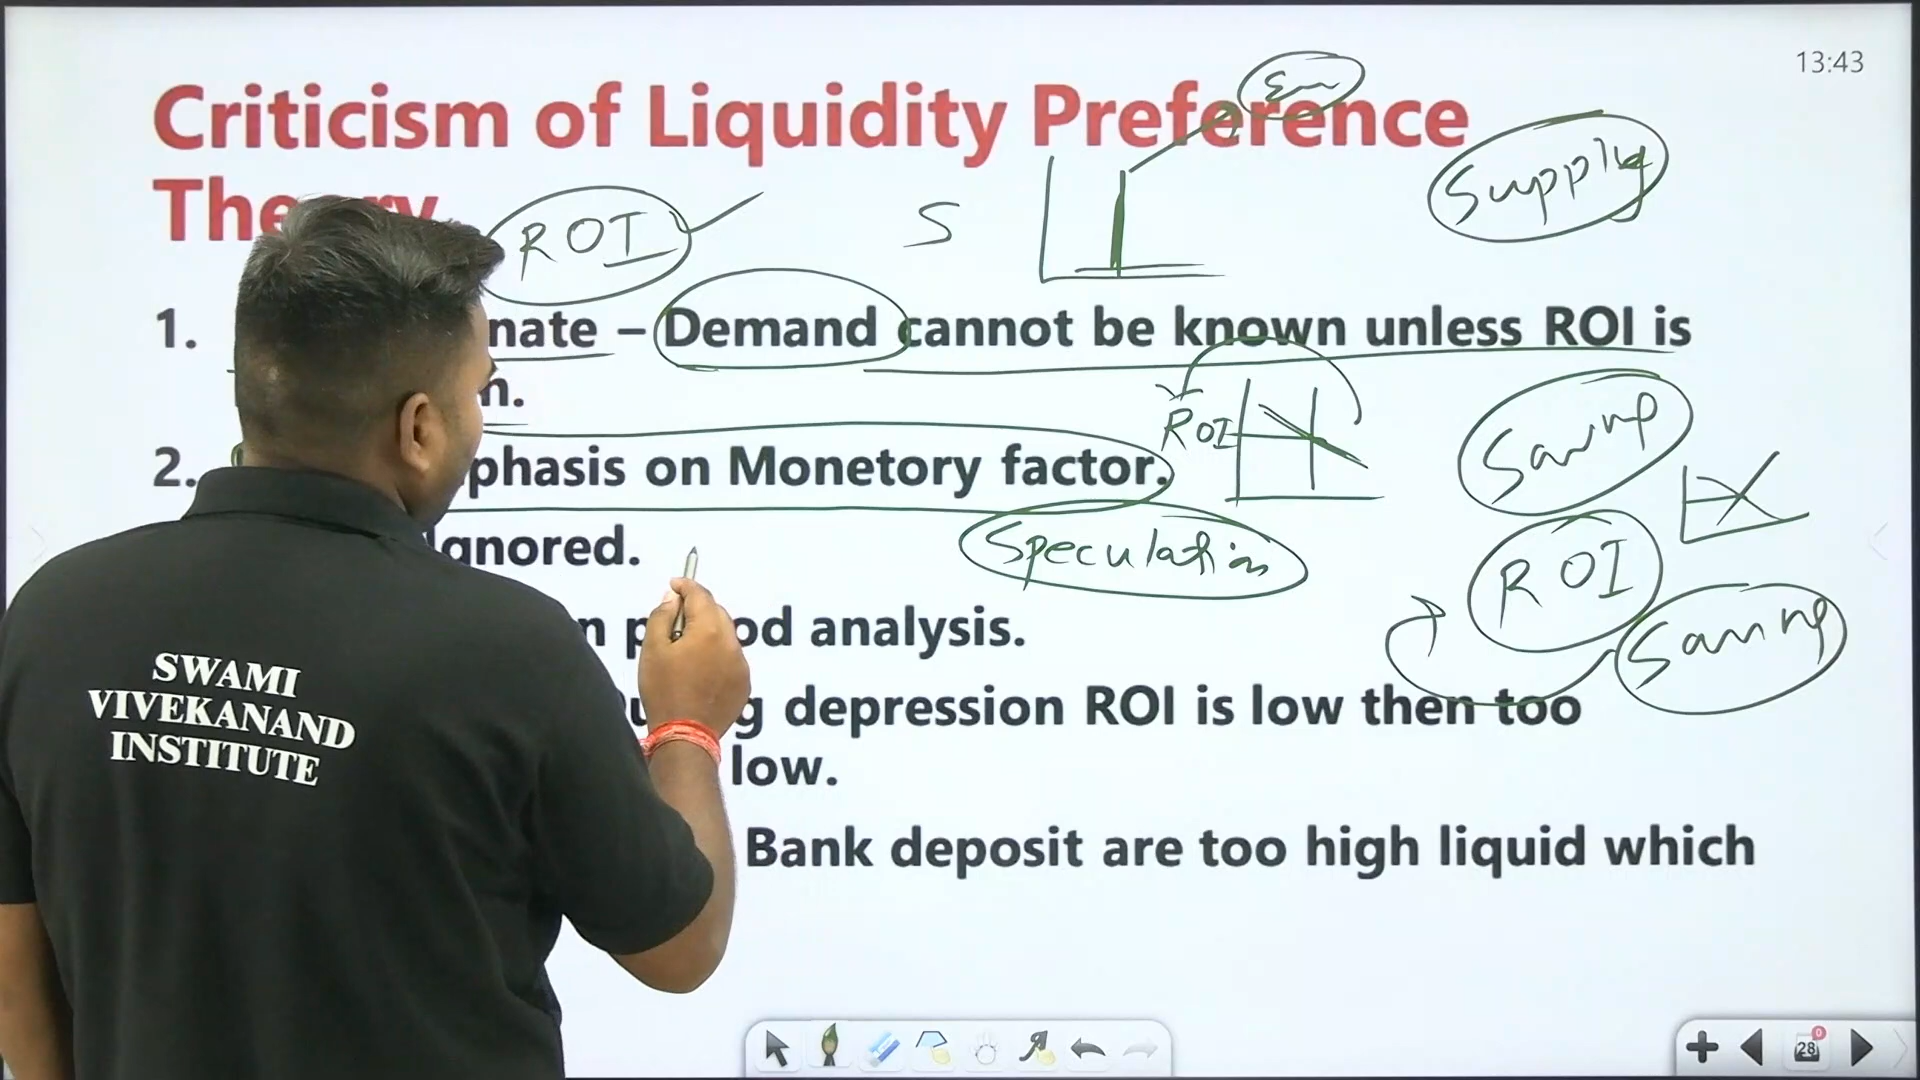 13:43
Criticism of Liquidity Preference
Theory
ROI
S
Supply
1. nate – Demand cannot be known unless ROI is
n.
ROI
Saving
2. phasis on Monetory factor.
Ignored.
Speculation
ROI
n p od analysis.
Saving
g depression ROI is low then too
low.
Bank deposit are too high liquid which
SWAMI
VIVEKANAND
INSTITUTE
28
0